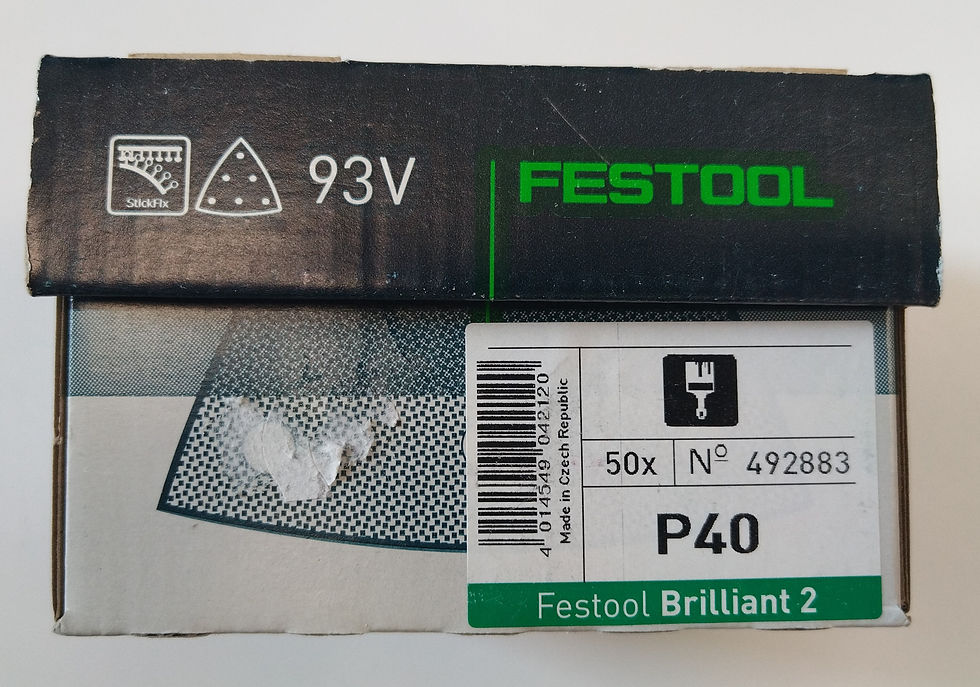 StickFix
93V
FESTOOL
4 014549 042120
Made in Czech Republic
50x
Nº 492883
P40
Festool Brilliant 2